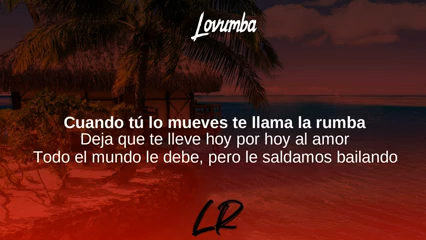 Lovumba
Cuando tú lo mueves te llama la rumba
Deja que te lleve hoy por hoy al amor
Todo el mundo le debe, pero le saldamos bailando
LR